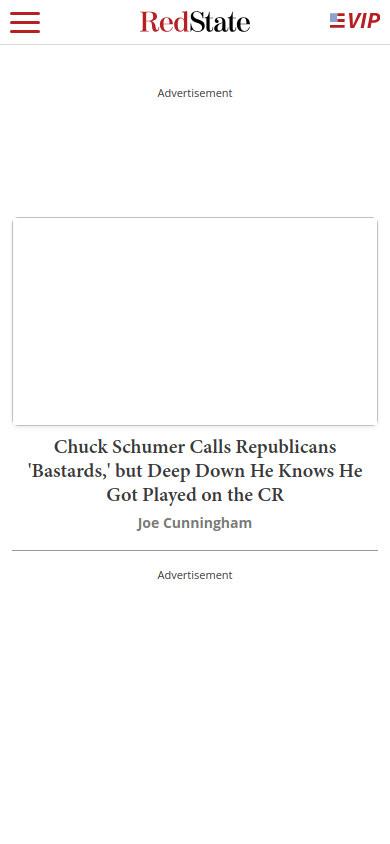 RedState
VIP
Advertisement
Chuck Schumer Calls Republicans
'Bastards,' but Deep Down He Knows He
Got Played on the CR
Joe Cunningham
Advertisement